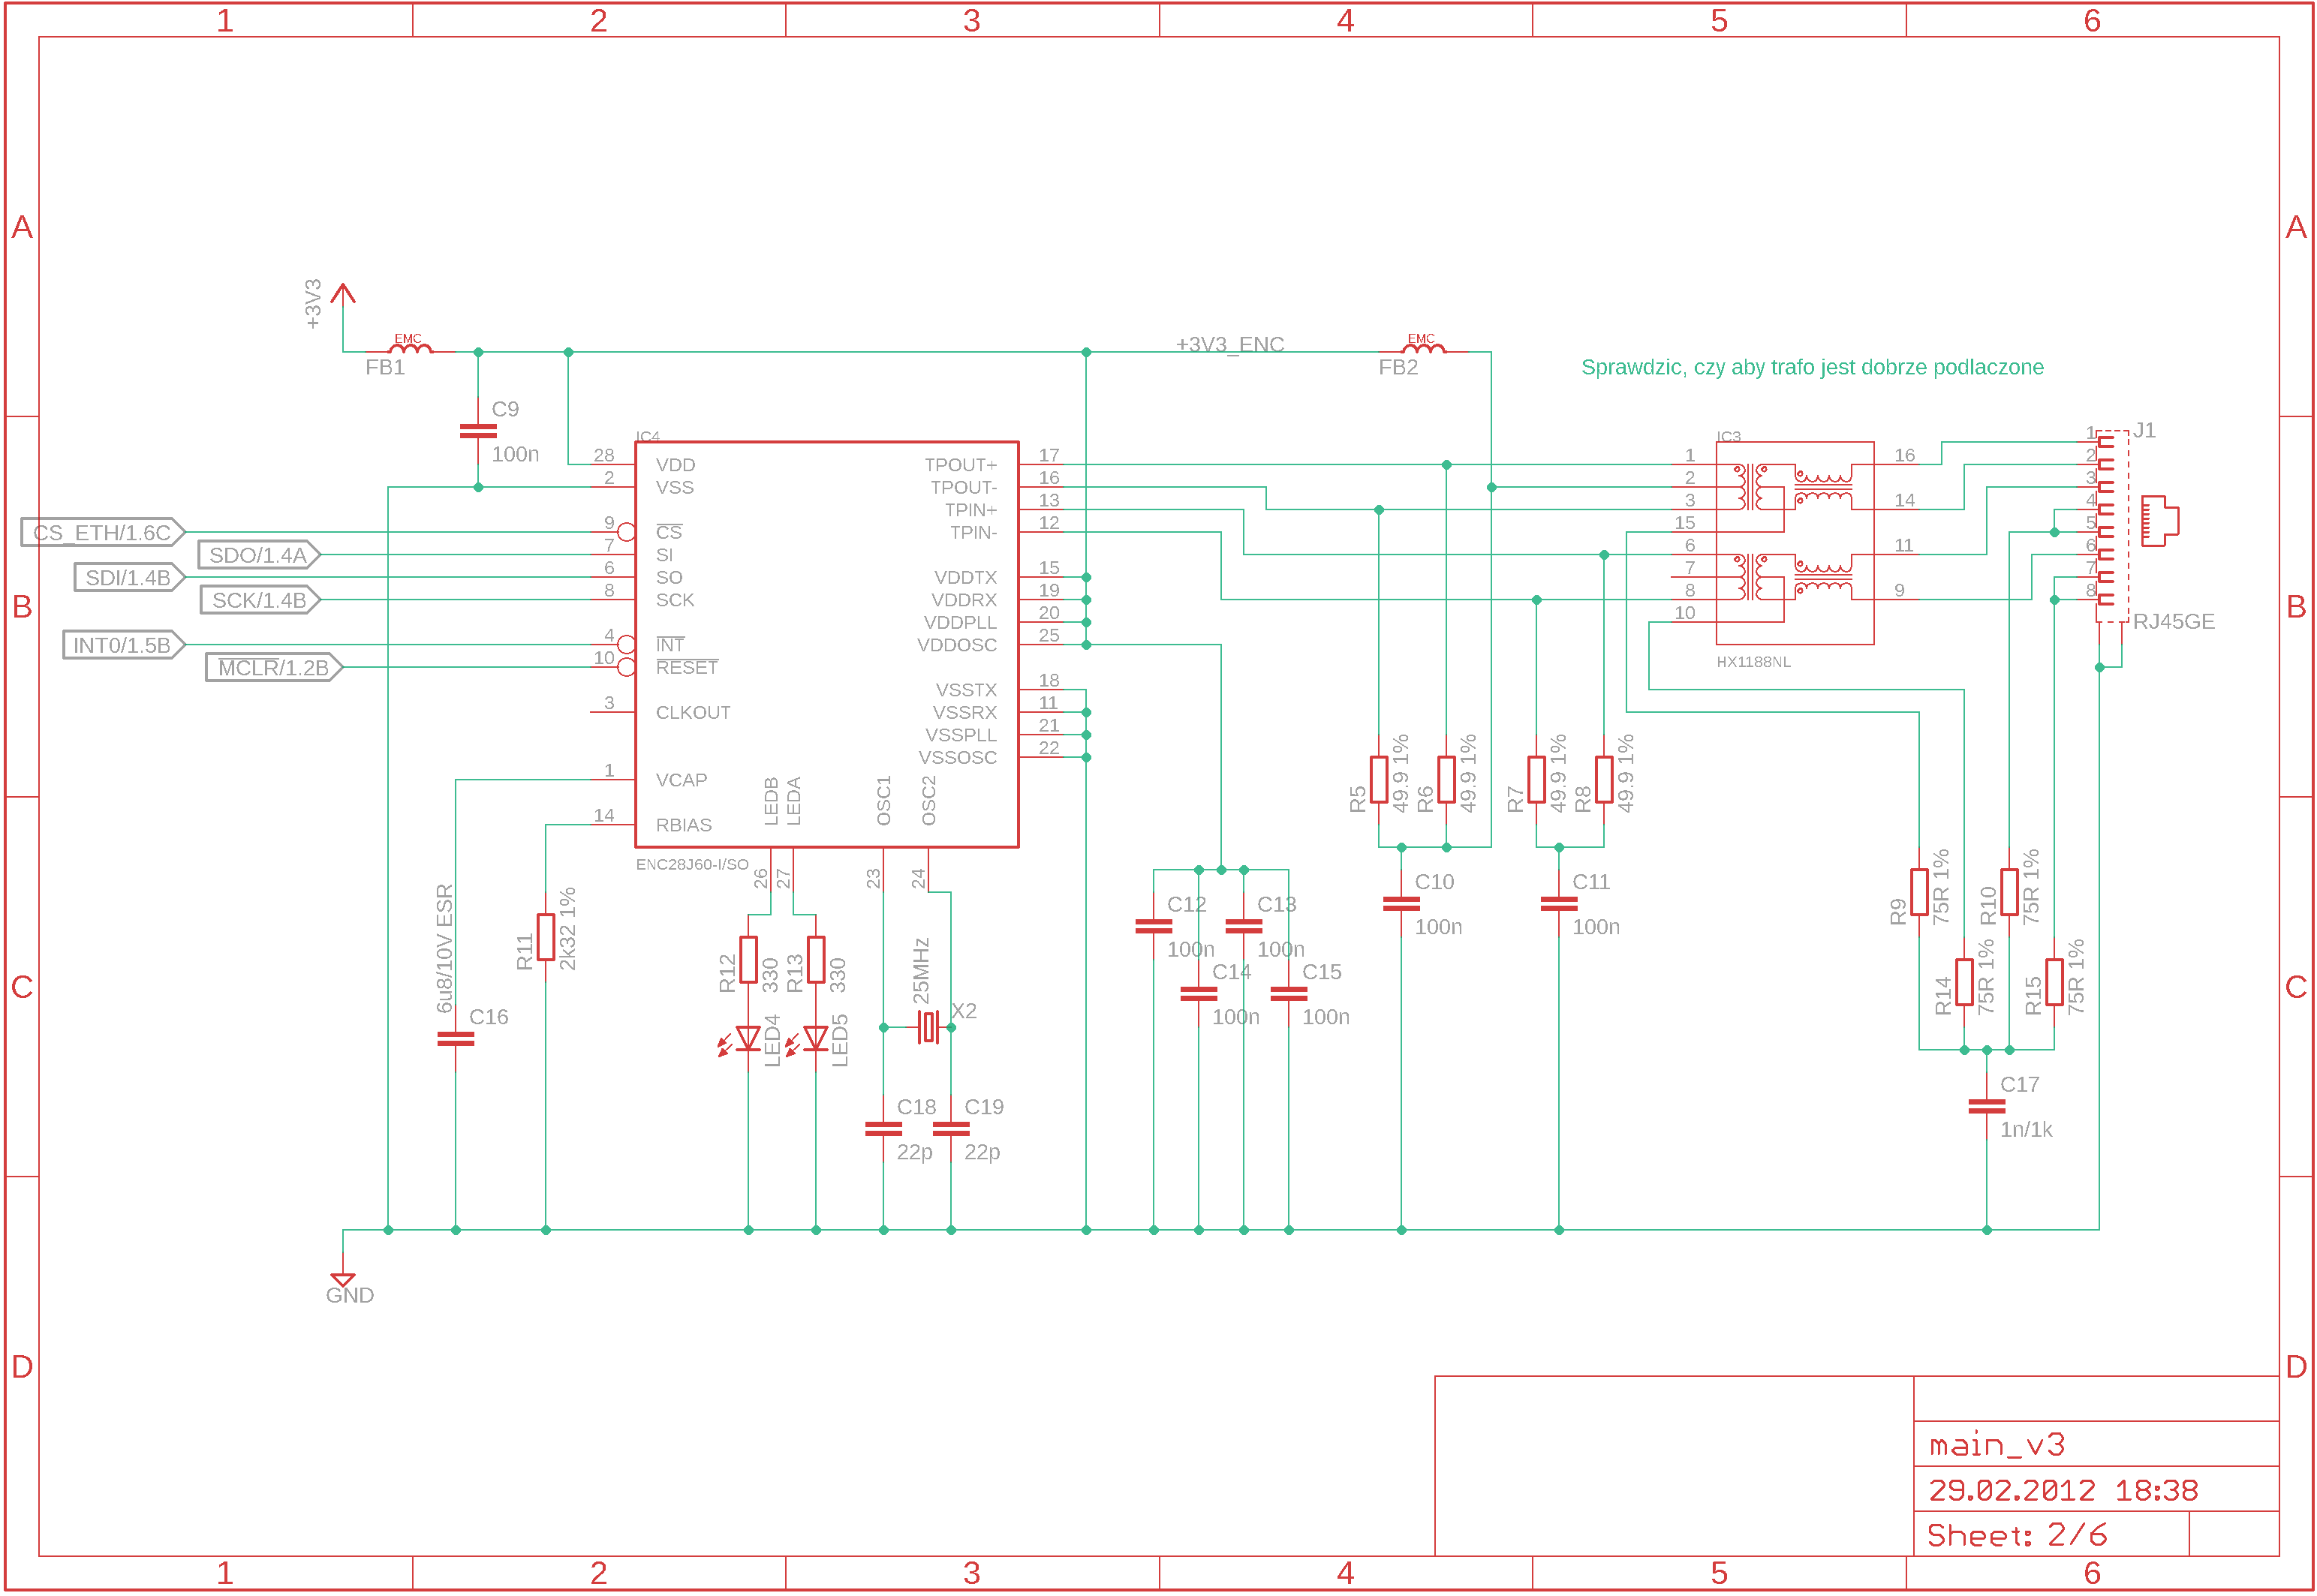 1 2 3 4 5 6
A A
+3V3
EMC
FB1
+3V3_ENC
EMC
FB2
Sprawdzic, czy aby trafo jest dobrze podlaczone
C9
100n
IC4
28 VDD
2 VSS
9 CS
7 SI
6 SO
8 SCK
4 INT
10 RESET
3 CLKOUT
1 VCAP
14 RBIAS
TPOUT+ 17
TPOUT- 16
TPIN+ 13
TPIN- 12
VDDTX 15
VDDRX 19
VDDPLL 20
VDDOSC 25
VSSTX 18
VSSRX 11
VSSPLL 21
VSSOSC 22
LEDB 26
LEDA 27
OSC1 23
OSC2 24
ENC28J60-I/SO
CS_ETH/1.6C
SDO/1.4A
SDI/1.4B
SCK/1.4B
INT0/1.5B
MCLR/1.2B
IC3
1
2
3
15
6
7
8
10
16
14
11
9
HX1188NL
J1
1
2
3
4
5
6
7
8
RJ45GE
B B
R5
49.9 1%
R6
49.9 1%
R7
49.9 1%
R8
49.9 1%
C10
100n
C11
100n
C12
100n
C13
100n
C14
100n
C15
100n
R9
75R 1%
R10
75R 1%
R14
75R 1%
R15
75R 1%
C17
1n/1k
6u8/10V ESR
C16
R11
2k32 1%
R12
330
R13
330
LED4
LED5
25MHz
X2
C18
22p
C19
22p
C C
GND
D D
main_v3
29.02.2012 18:38
Sheet: 2/6
1 2 3 4 5 6